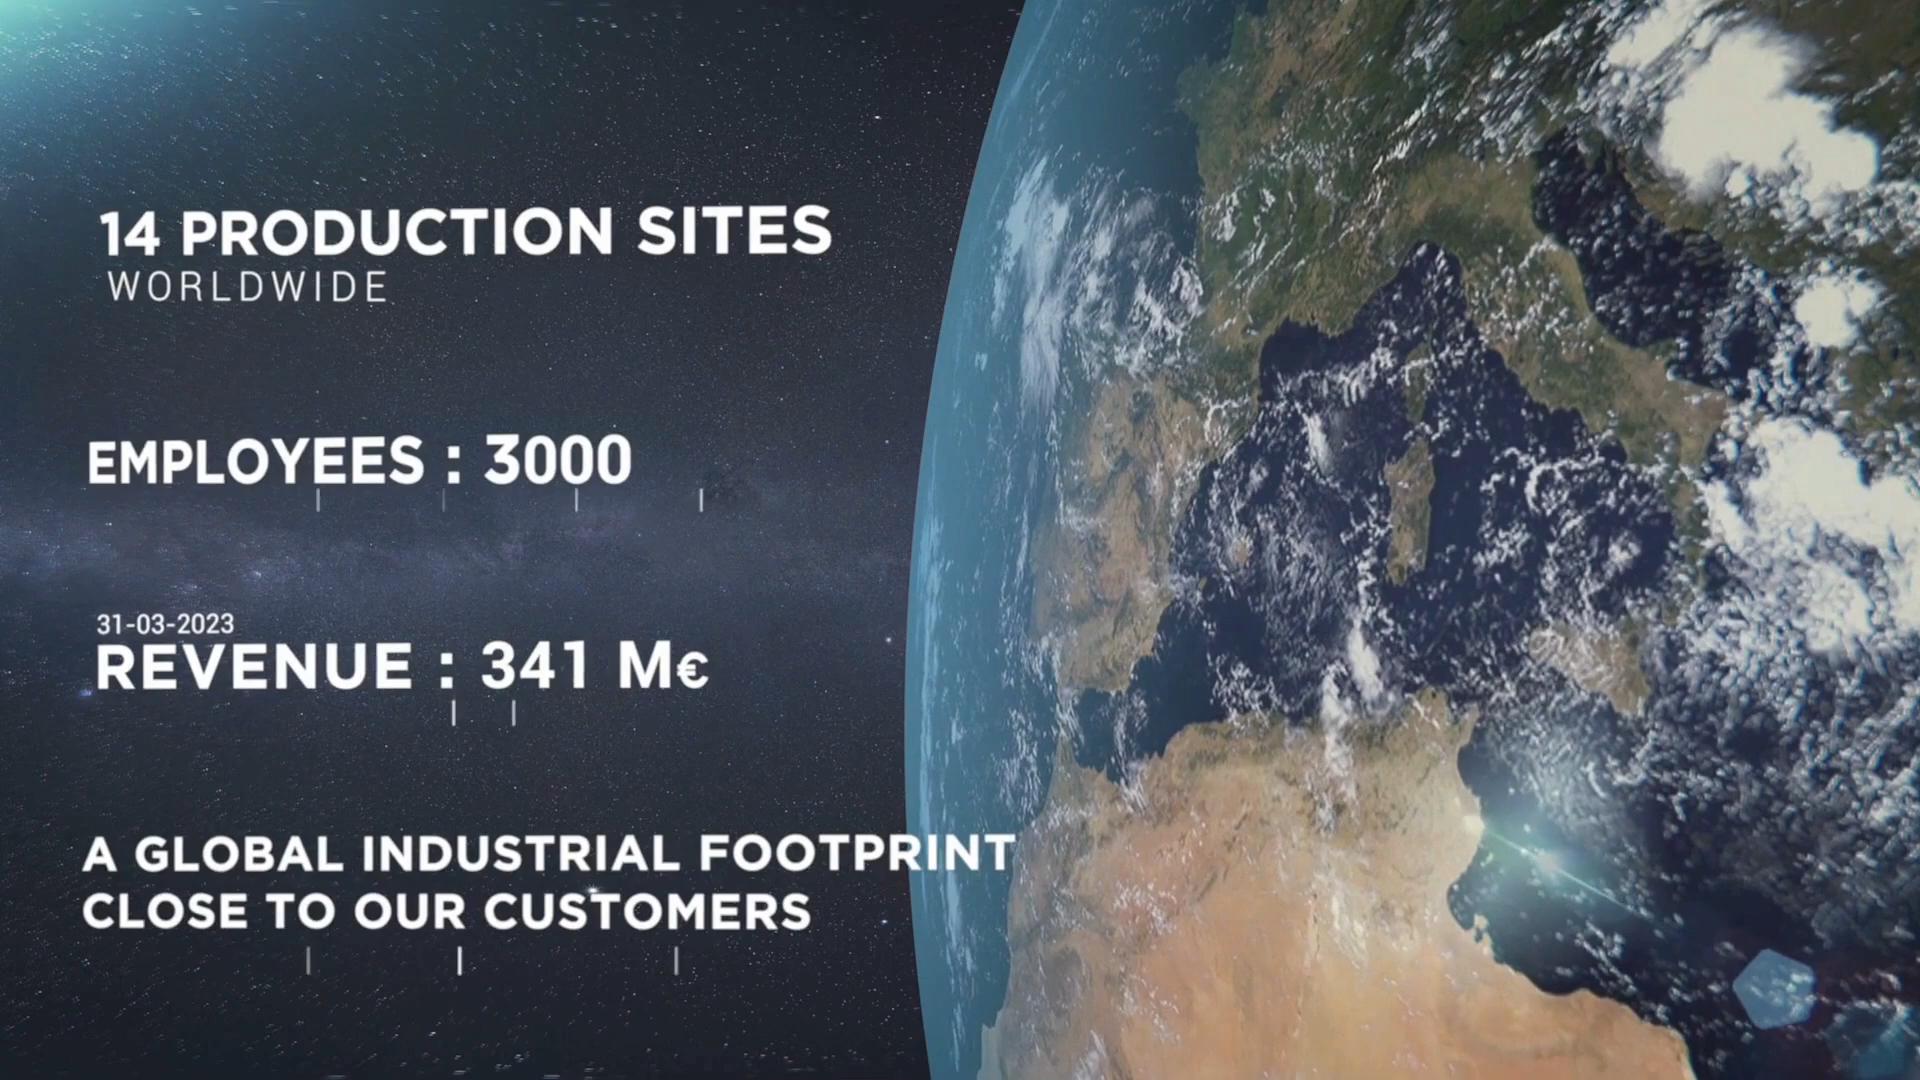 14 PRODUCTION SITES
WORLDWIDE
EMPLOYEES : 3000
31-03-2023
REVENUE : 341 M€
A GLOBAL INDUSTRIAL FOOTPRINT
CLOSE TO OUR CUSTOMERS